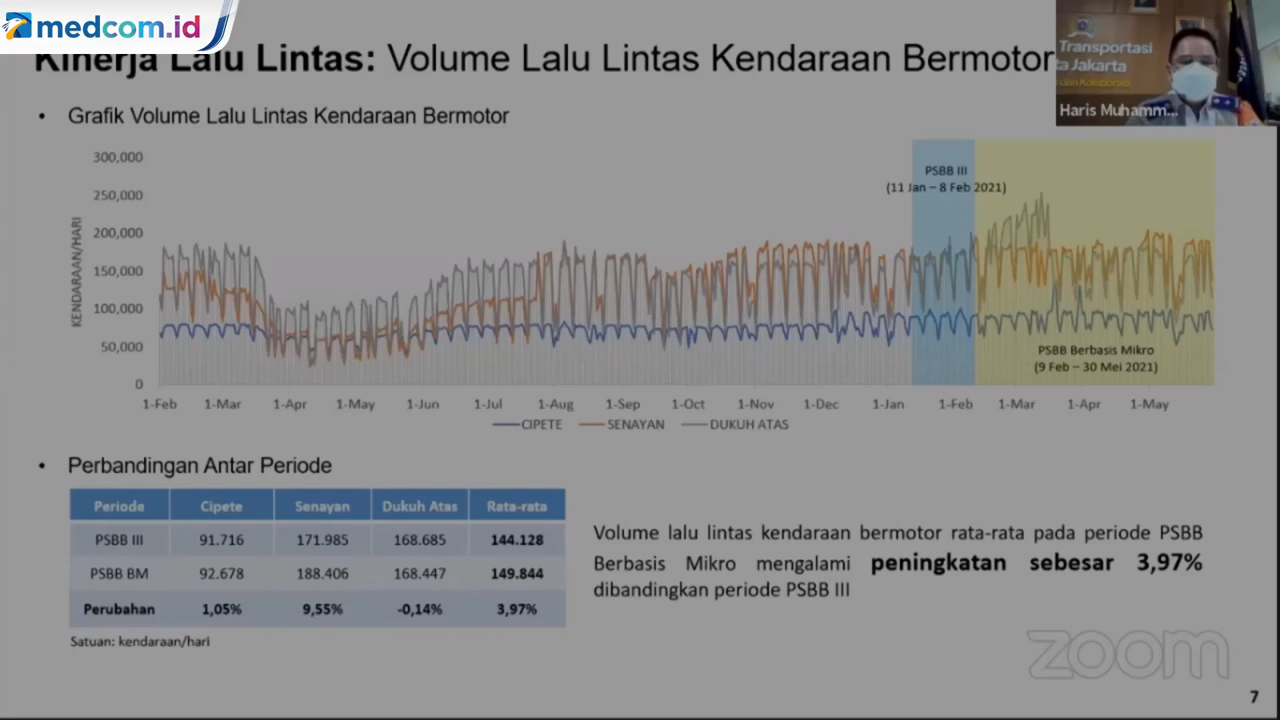 medcom.id
Kinerja Lalu Lintas: Volume Lalu Lintas Kendaraan Bermotor
Transportasi
ta Jakarta
dan Komponen
Haris Muhamm...
• Grafik Volume Lalu Lintas Kendaraan Bermotor
KENDARAAN/HARI
300,000
250,000
200,000
150,000
100,000
50,000
0
PSBB III
(11 Jan – 8 Feb 2021)
PSBB Berbasis Mikro
(9 Feb – 30 Mei 2021)
1-Feb 1-Mar 1-Apr 1-May 1-Jun 1-Jul 1-Aug 1-Sep 1-Oct 1-Nov 1-Dec 1-Jan 1-Feb 1-Mar 1-Apr 1-May
CIPETE SENAYAN DUKUH ATAS
• Perbandingan Antar Periode
Periode Cipete Senayan Dukuh Atas Rata-rata
PSBB III 91.716 171.985 168.685 144.128
PSBB BM 92.678 188.406 168.447 149.844
Perubahan 1,05% 9,55% -0,14% 3,97%
Satuan: kendaraan/hari
Volume lalu lintas kendaraan bermotor rata-rata pada periode PSBB
Berbasis Mikro mengalami peningkatan sebesar 3,97%
dibandingkan periode PSBB III
zoom
7